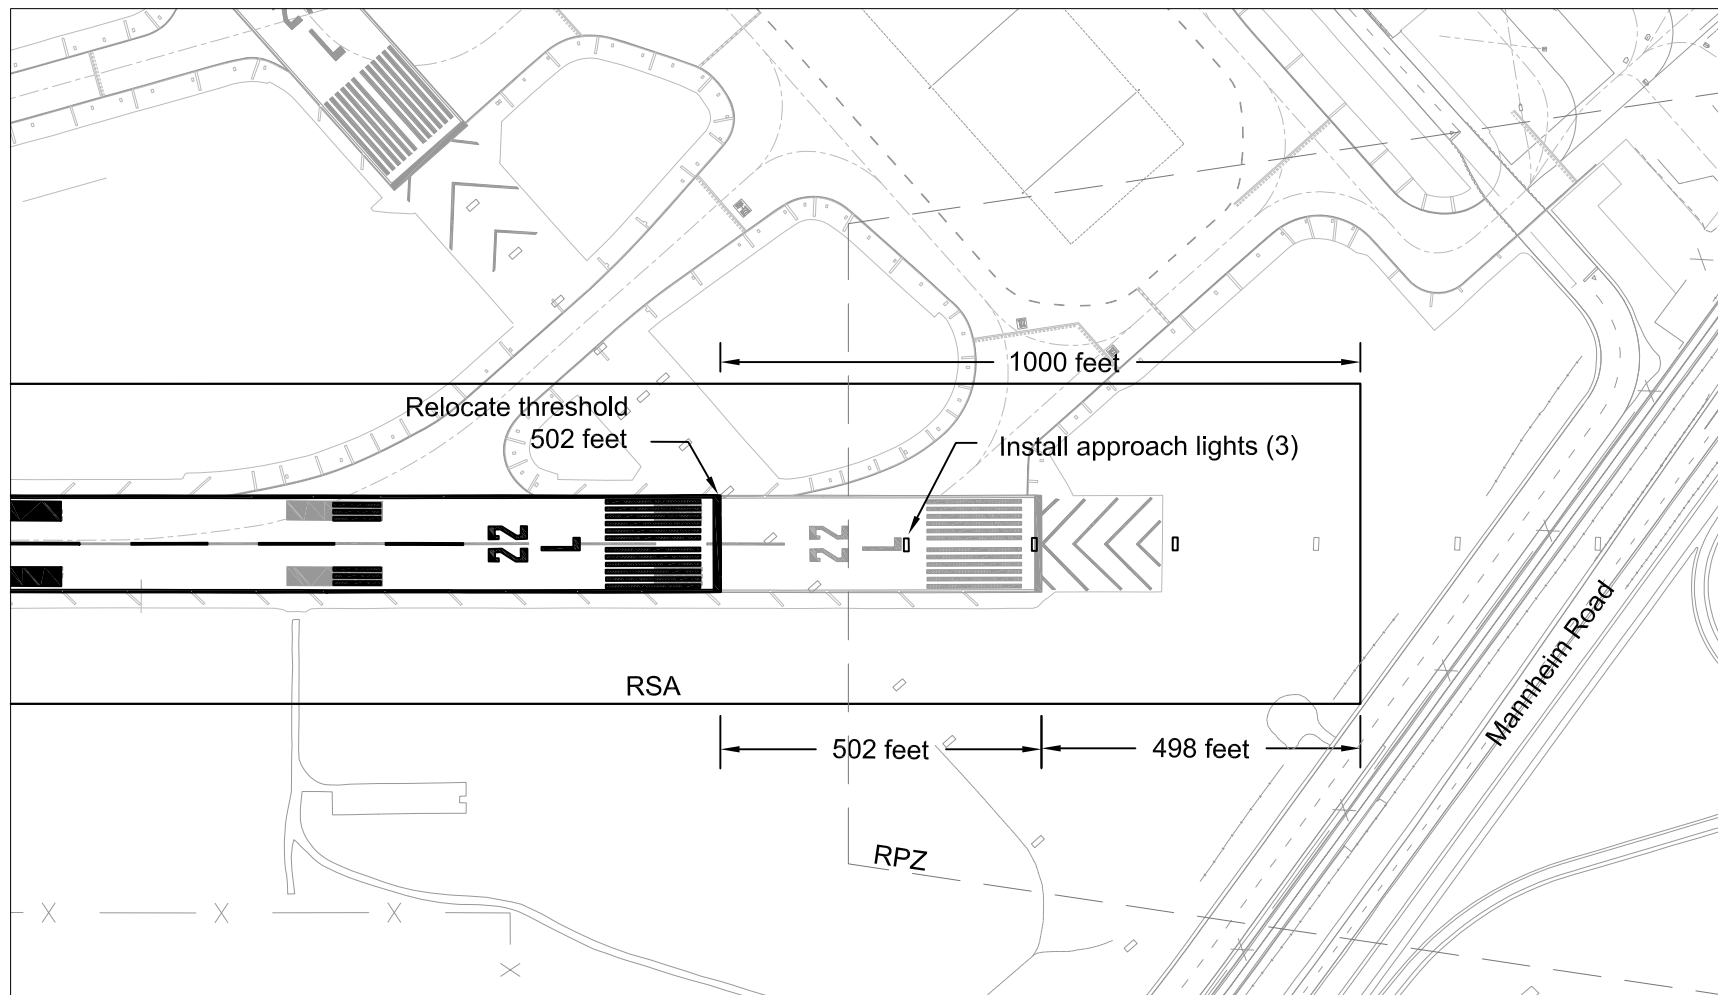 1000 feet
Relocate threshold
502 feet
Install approach lights (3)
22
L
22
L
RSA
502 feet
498 feet
Mannheim Road
RPZ